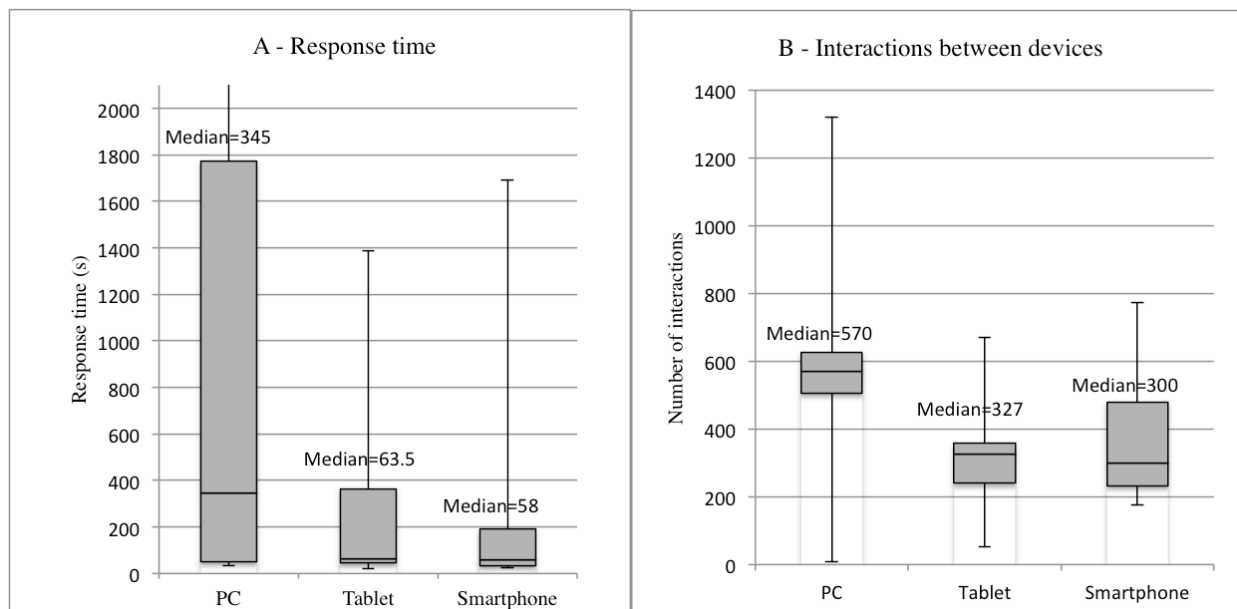 A - Response time
Response time (s)
2000
1800
1600
1400
1200
1000
800
600
400
200
0
Median=345
Median=63.5
Median=58
PC Tablet Smartphone
B - Interactions between devices
Number of interactions
1400
1200
1000
800
600
400
200
0
Median=570
Median=327
Median=300
PC Tablet Smartphone